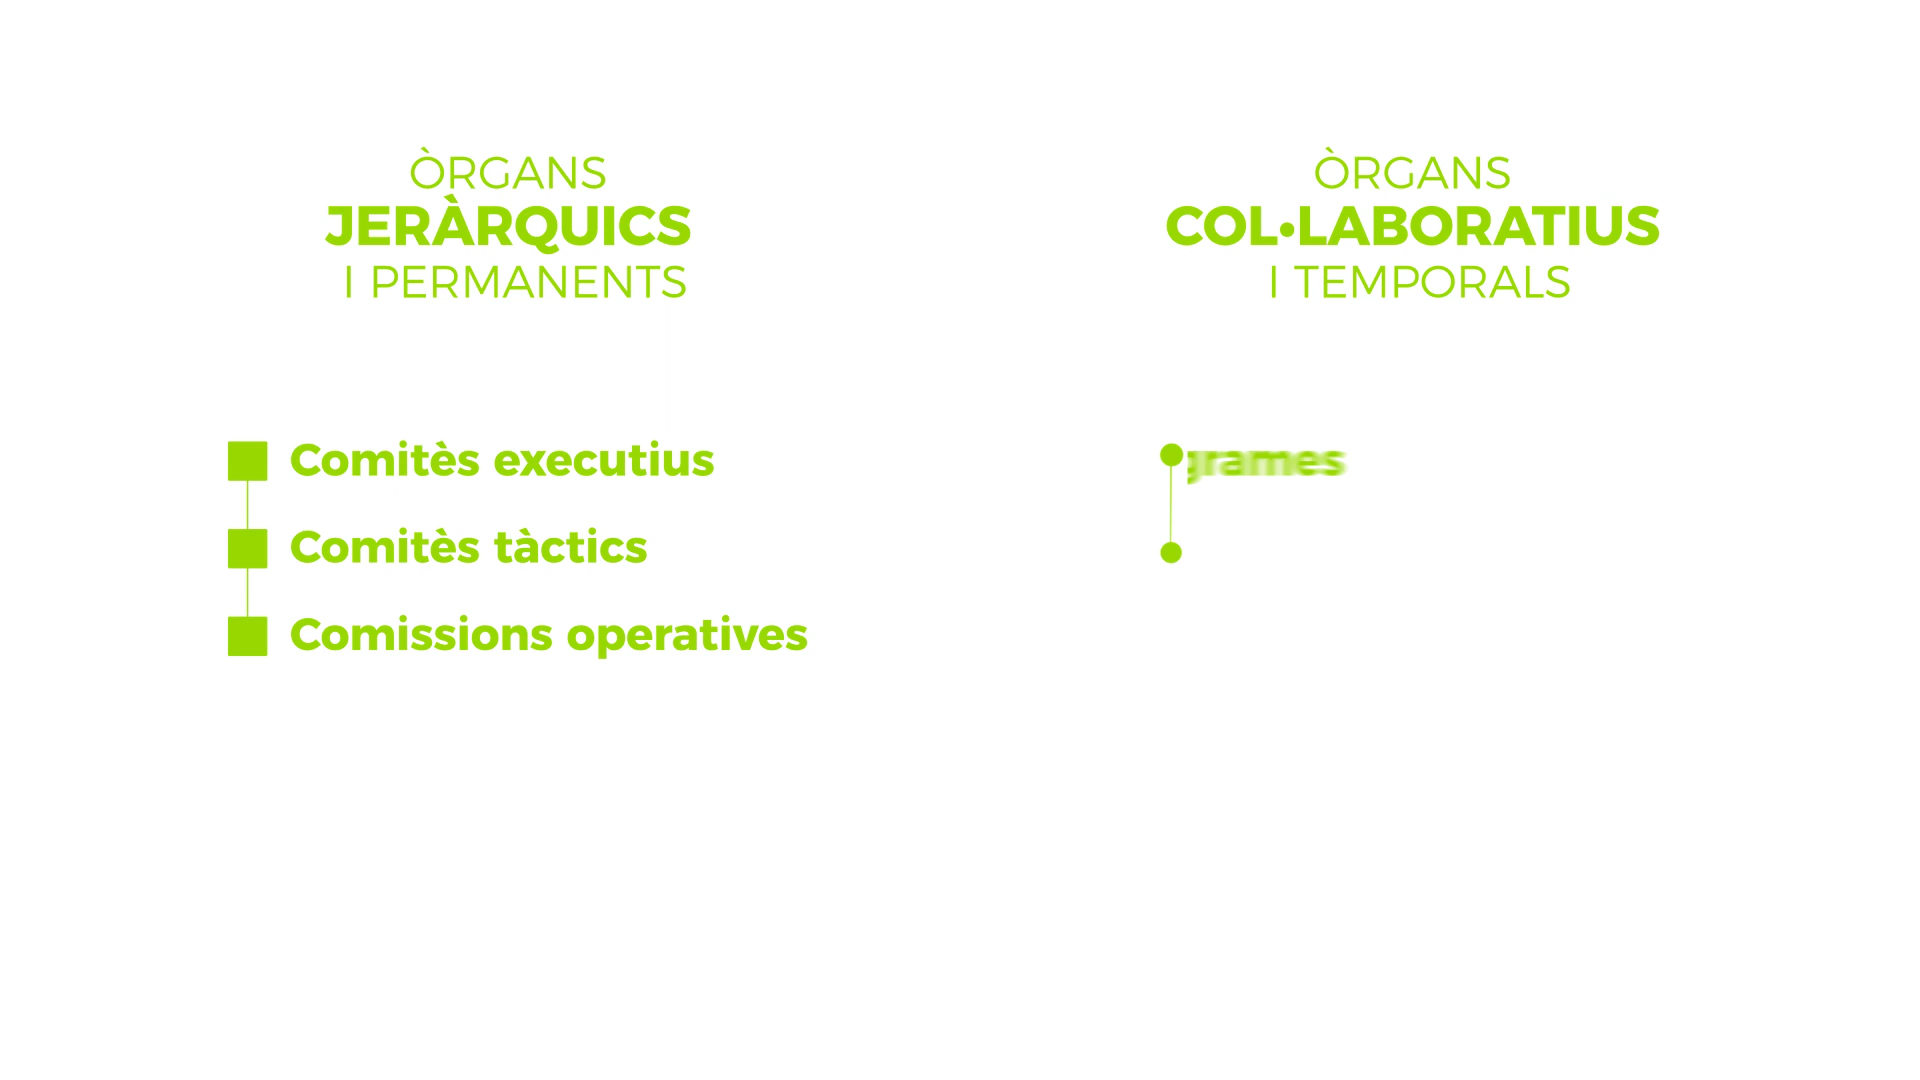 ÒRGANS
JERÀRQUICS
I PERMANENTS
Comitès executius
Comitès tàctics
Comissions operatives
ÒRGANS
COL·LABORATIUS
I TEMPORALS